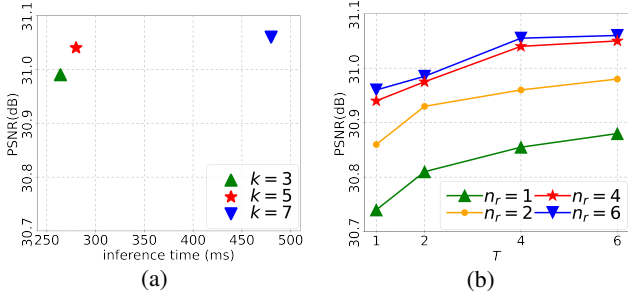 31.1
31.0
30.9
30.8
30.7
PSNR(dB)
250 300 350 400 450 500
inference time (ms)
k = 3
k = 5
k = 7
(a)
31.1
31.0
30.9
30.8
30.7
PSNR(dB)
1 2 4 6
T
n_r = 1 n_r = 4
n_r = 2 n_r = 6
(b)